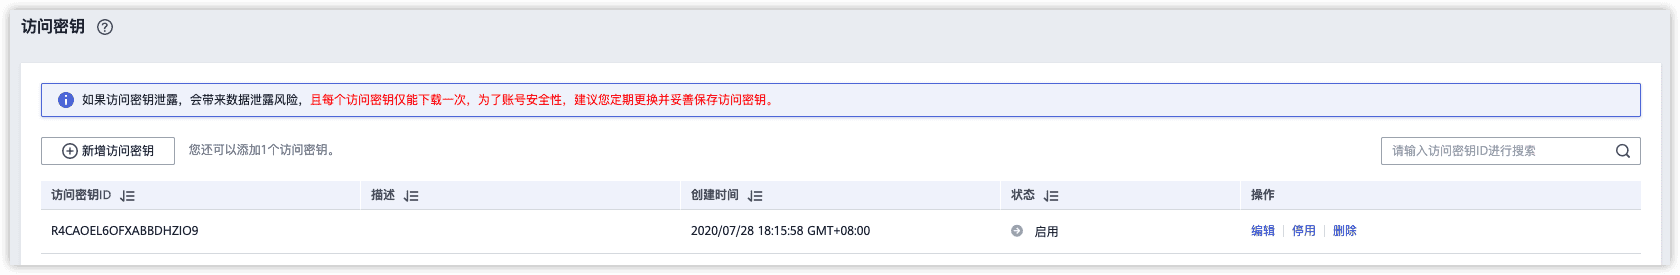 访问密钥
如果访问密钥泄露，会带来数据泄露风险，且每个访问密钥仅能下载一次，为了账号安全性，建议您定期更换并妥善保存访问密钥。
新增访问密钥 您还可以添加1个访问密钥。 请输入访问密钥ID进行搜索
访问密钥ID 描述 创建时间 状态 操作
R4CAOEL6OFXABBDHZIO9 2020/07/28 18:15:58 GMT+08:00 启用 编辑 停用 删除